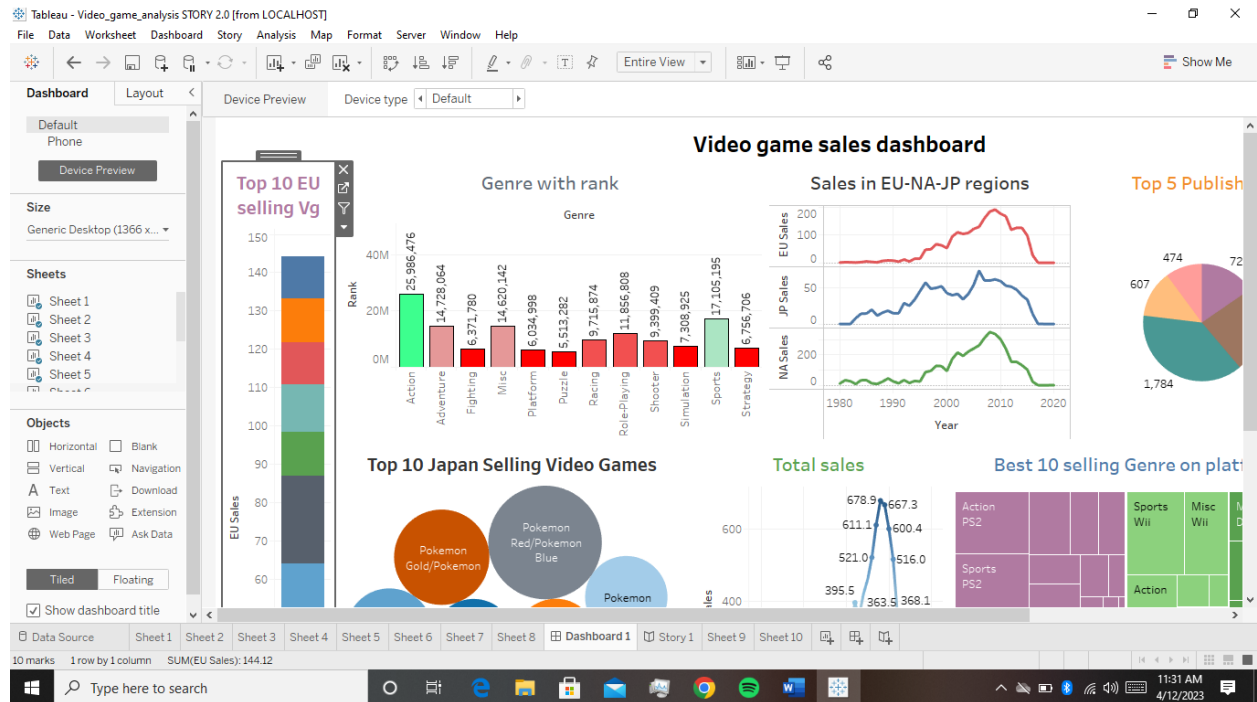 Tableau - Video_game_analysis STORY 2.0 [from LOCALHOST]
File Data Worksheet Dashboard Story Analysis Map Format Server Window Help
Entire View
Show Me
Dashboard Layout
Device Preview Device type Default
Default
Phone
Device Preview
Size
Generic Desktop (1366 x...
Sheets
Sheet 1
Sheet 2
Sheet 3
Sheet 4
Sheet 5
Objects
Horizontal Blank
Vertical Navigation
A Text Download
Image Extension
Web Page Ask Data
Tiled Floating
Show dashboard title
Video game sales dashboard
Top 10 EU
selling Vg
150
140
130
120
110
100
90
80
70
60
EU Sales
Genre with rank
Genre
Rank
40M
20M
0M
25,986,476
14,728,064
6,371,780
14,620,142
6,034,998
5,513,282
9,715,874
11,856,808
9,399,409
7,308,925
17,105,195
6,756,706
Action
Adventure
Fighting
Misc
Platform
Puzzle
Racing
Role-Playing
Shooter
Simulation
Sports
Strategy
Sales in EU-NA-JP regions
EU Sales
200
100
0
JP Sales
50
0
NA Sales
200
0
1980 1990 2000 2010 2020
Year
Top 5 Publish
474
72
607
1,784
Top 10 Japan Selling Video Games
Pokemon
Red/Pokemon
Blue
Pokemon
Gold/Pokemon
Pokemon
Total sales
600
400
678.9
667.3
611.1
600.4
521.0
516.0
395.5
363.5
368.1
Best 10 selling Genre on platf
Action
PS2
Sports
PS2
Sports
Wii
Misc
Wii
Action
Data Source Sheet 1 Sheet 2 Sheet 3 Sheet 4 Sheet 5 Sheet 6 Sheet 7 Sheet 8 Dashboard 1 Story 1 Sheet 9 Sheet 10
10 marks 1 row by 1 column SUM(EU Sales): 144.12
Type here to search
11:31 AM
4/12/2023